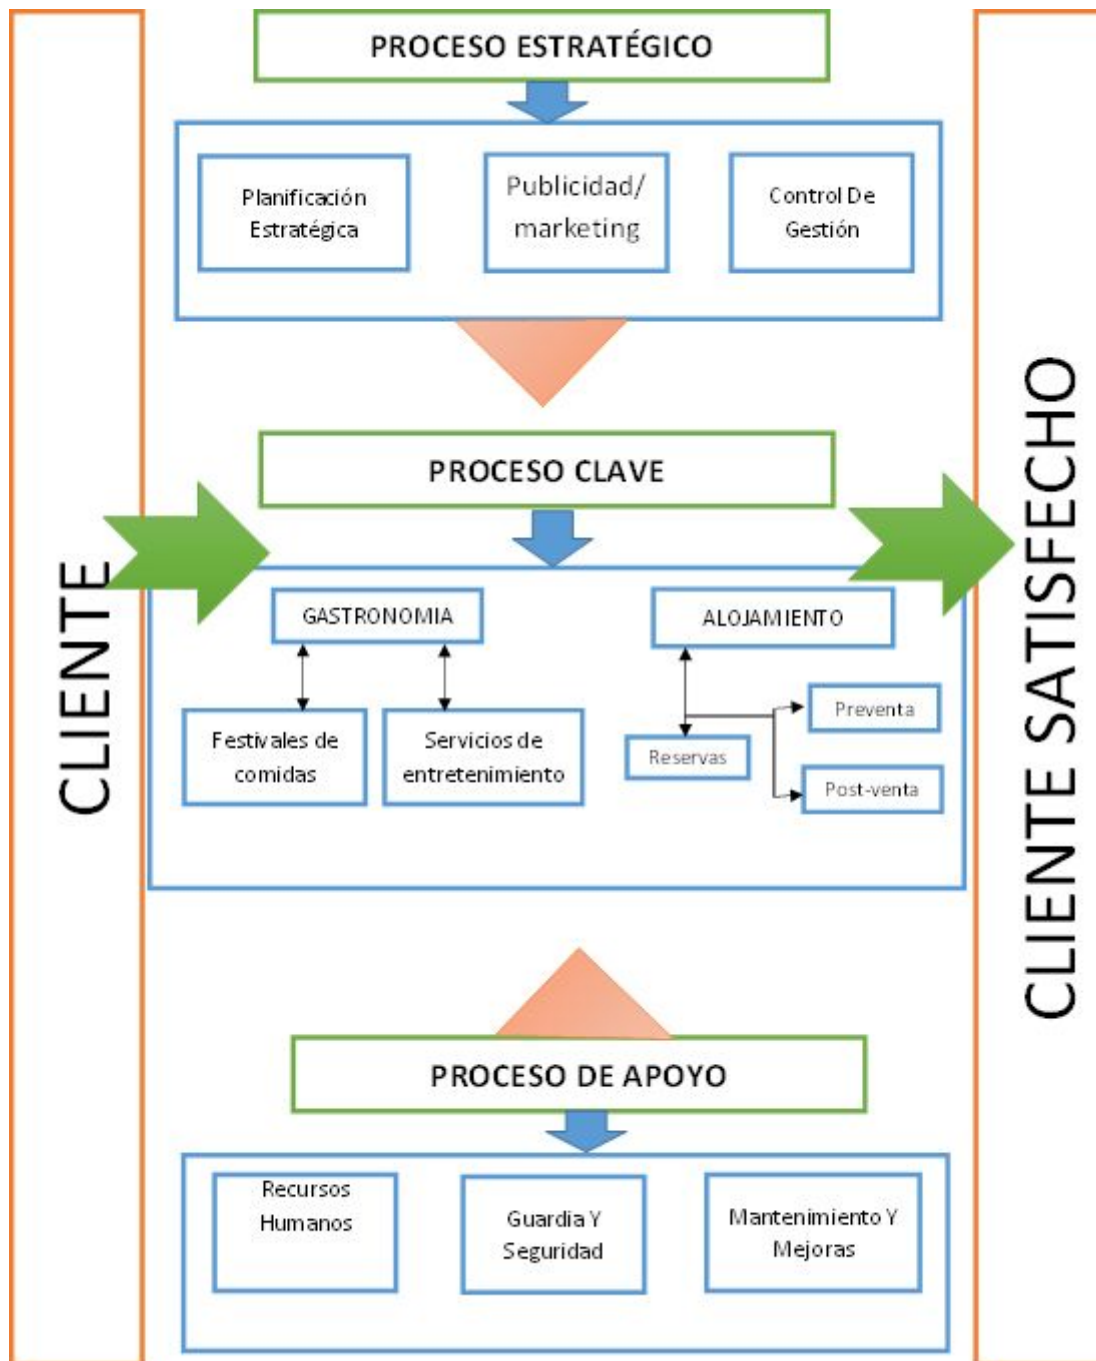 PROCESO ESTRATÉGICO
Planificación
Estratégica
Publicidad/
marketing
Control De
Gestión
CLIENTE
PROCESO CLAVE
GASTRONOMIA
Festivales de
comidas
Servicios de
entretenimiento
ALOJAMIENTO
Reservas
Preventa
Post-venta
CLIENTE SATISFECHO
PROCESO DE APOYO
Recursos
Humanos
Guardia Y
Seguridad
Mantenimiento Y
Mejoras